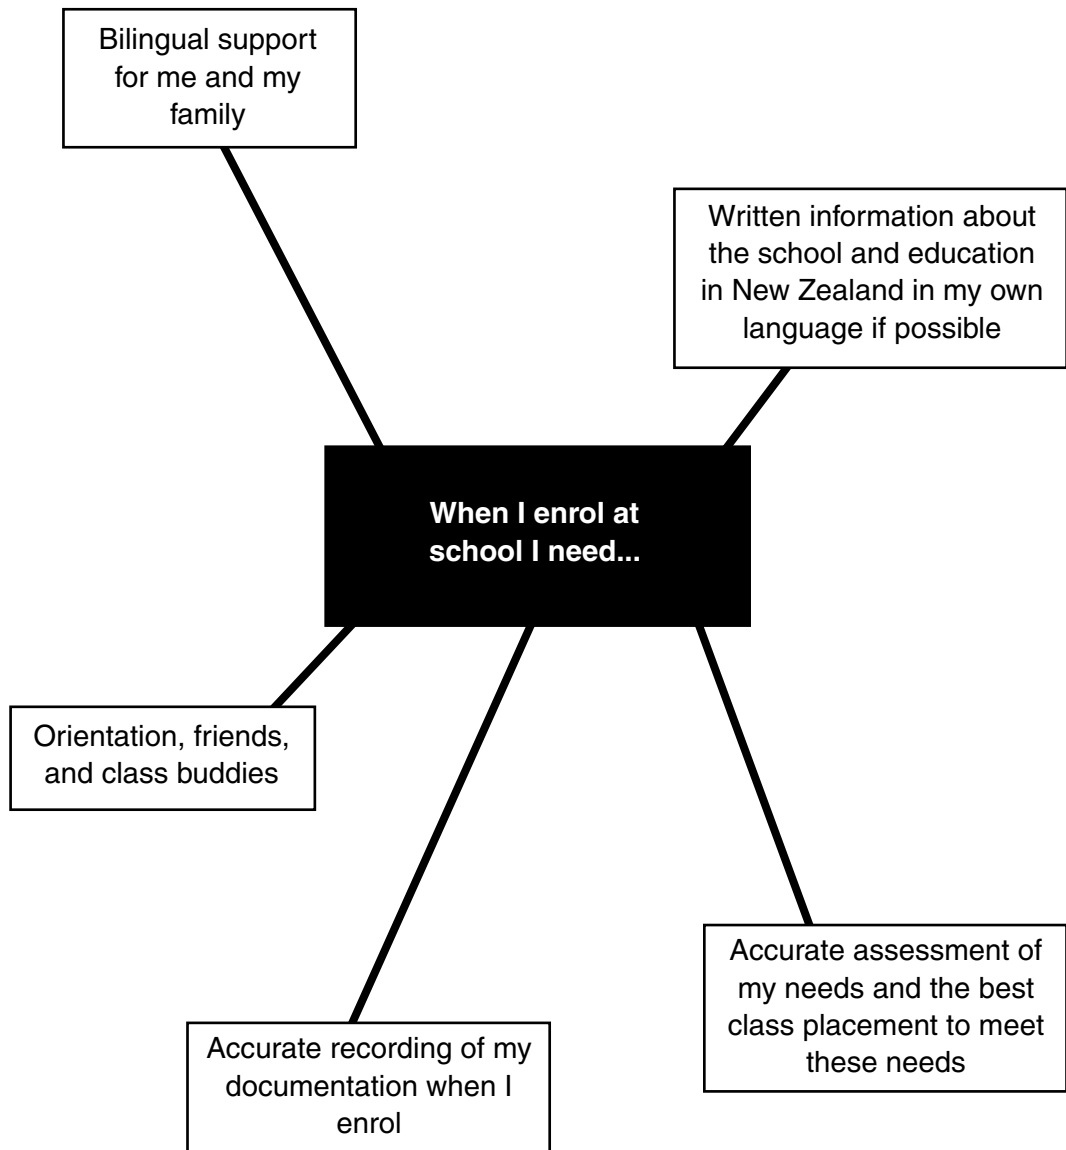 Bilingual support
for me and my
family
Written information about
the school and education
in New Zealand in my own
language if possible
When I enrol at
school I need...
Orientation, friends,
and class buddies
Accurate assessment of
my needs and the best
class placement to meet
these needs
Accurate recording of my
documentation when I
enrol